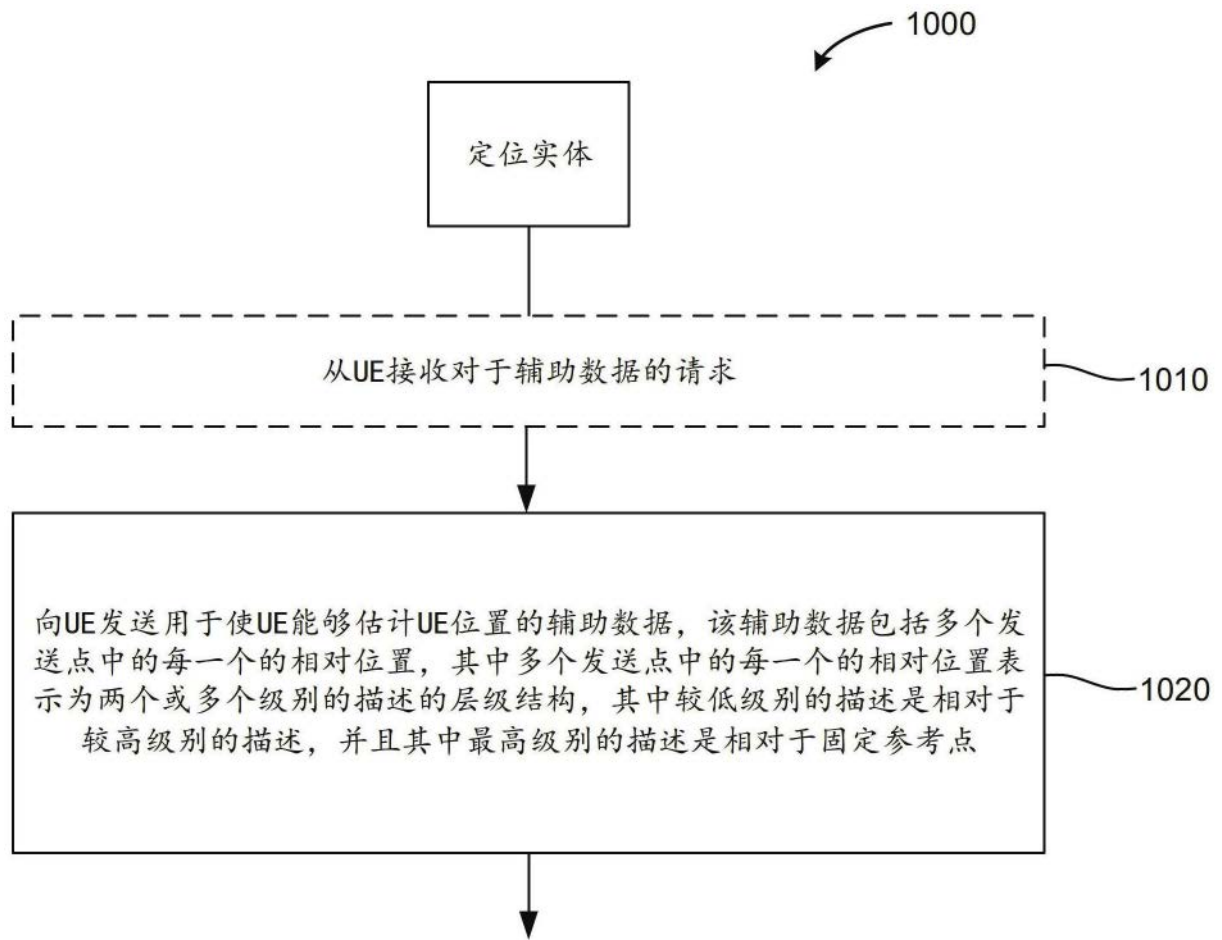 1000
定位实体
从UE接收对于辅助数据的请求
1010
向UE发送用于使UE能够估计UE位置的辅助数据，该辅助数据包括多个发
送点中的每一个的相对位置，其中多个发送点中的每一个的相对位置表
示为两个或多个级别的描述的层级结构，其中较低级别的描述是相对于
较高级别的描述，并且其中最高级别的描述是相对于固定参考点
1020